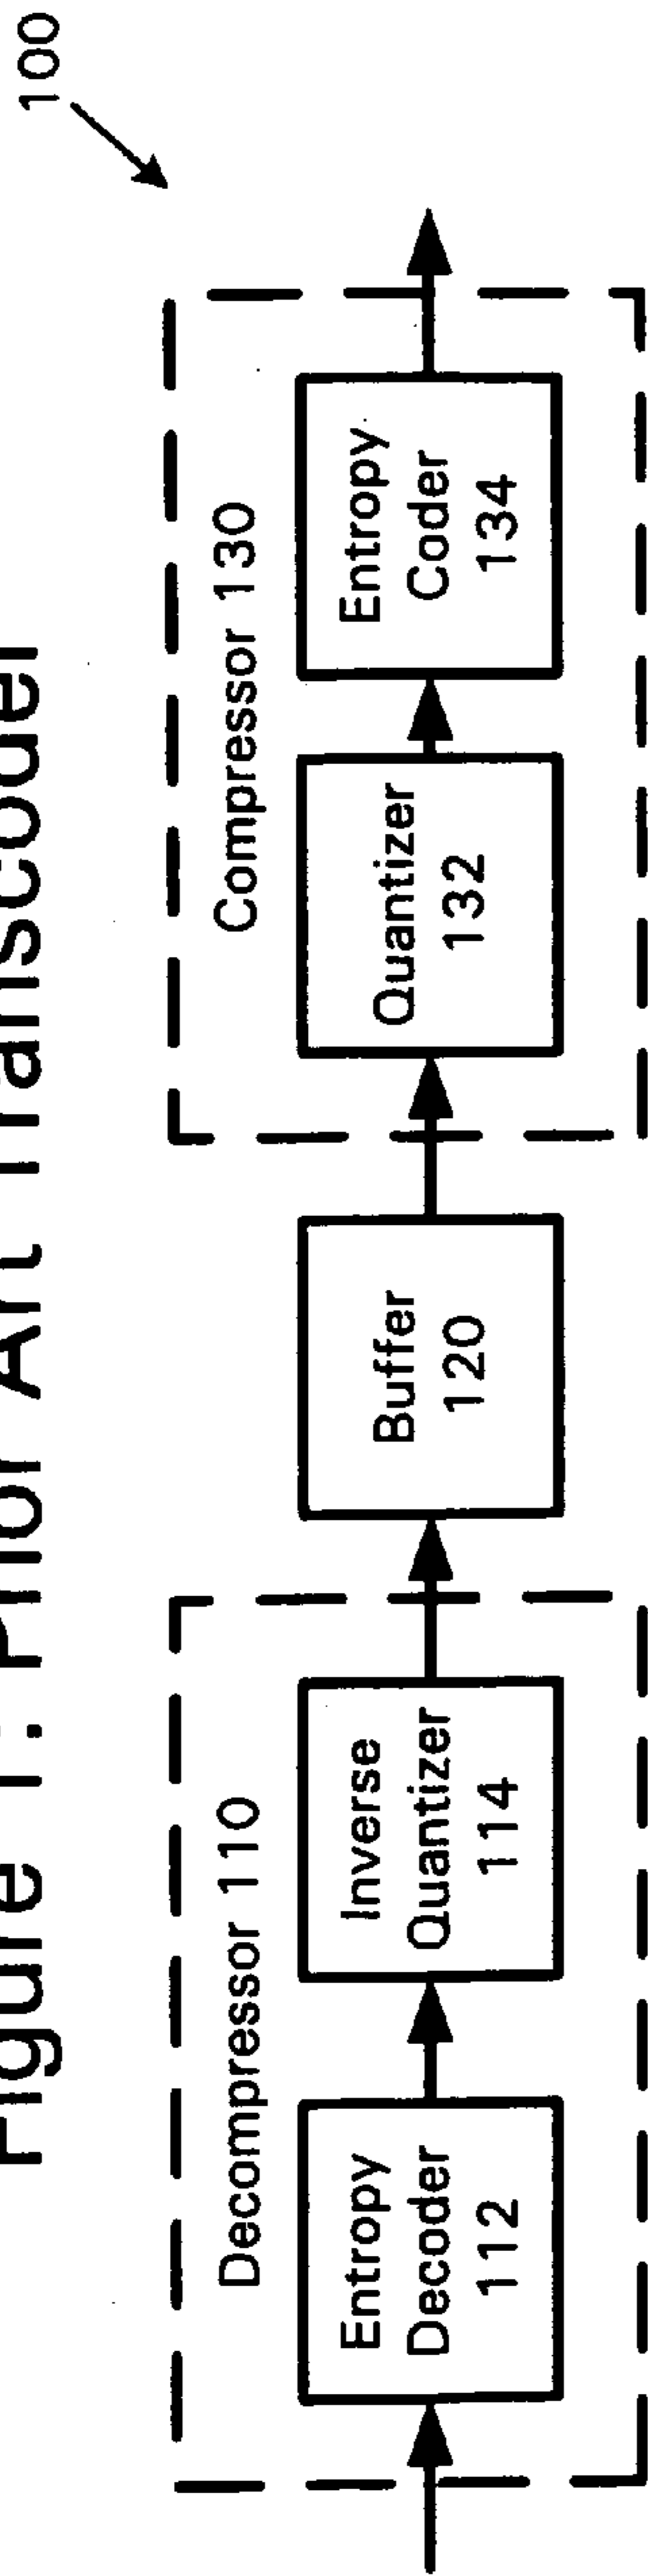 Figure 1: Prior Art Transcoder
100
Decompressor 110
Entropy
Decoder
112
Inverse
Quantizer
114
Buffer
120
Compressor 130
Quantizer
132
Entropy
Coder
134